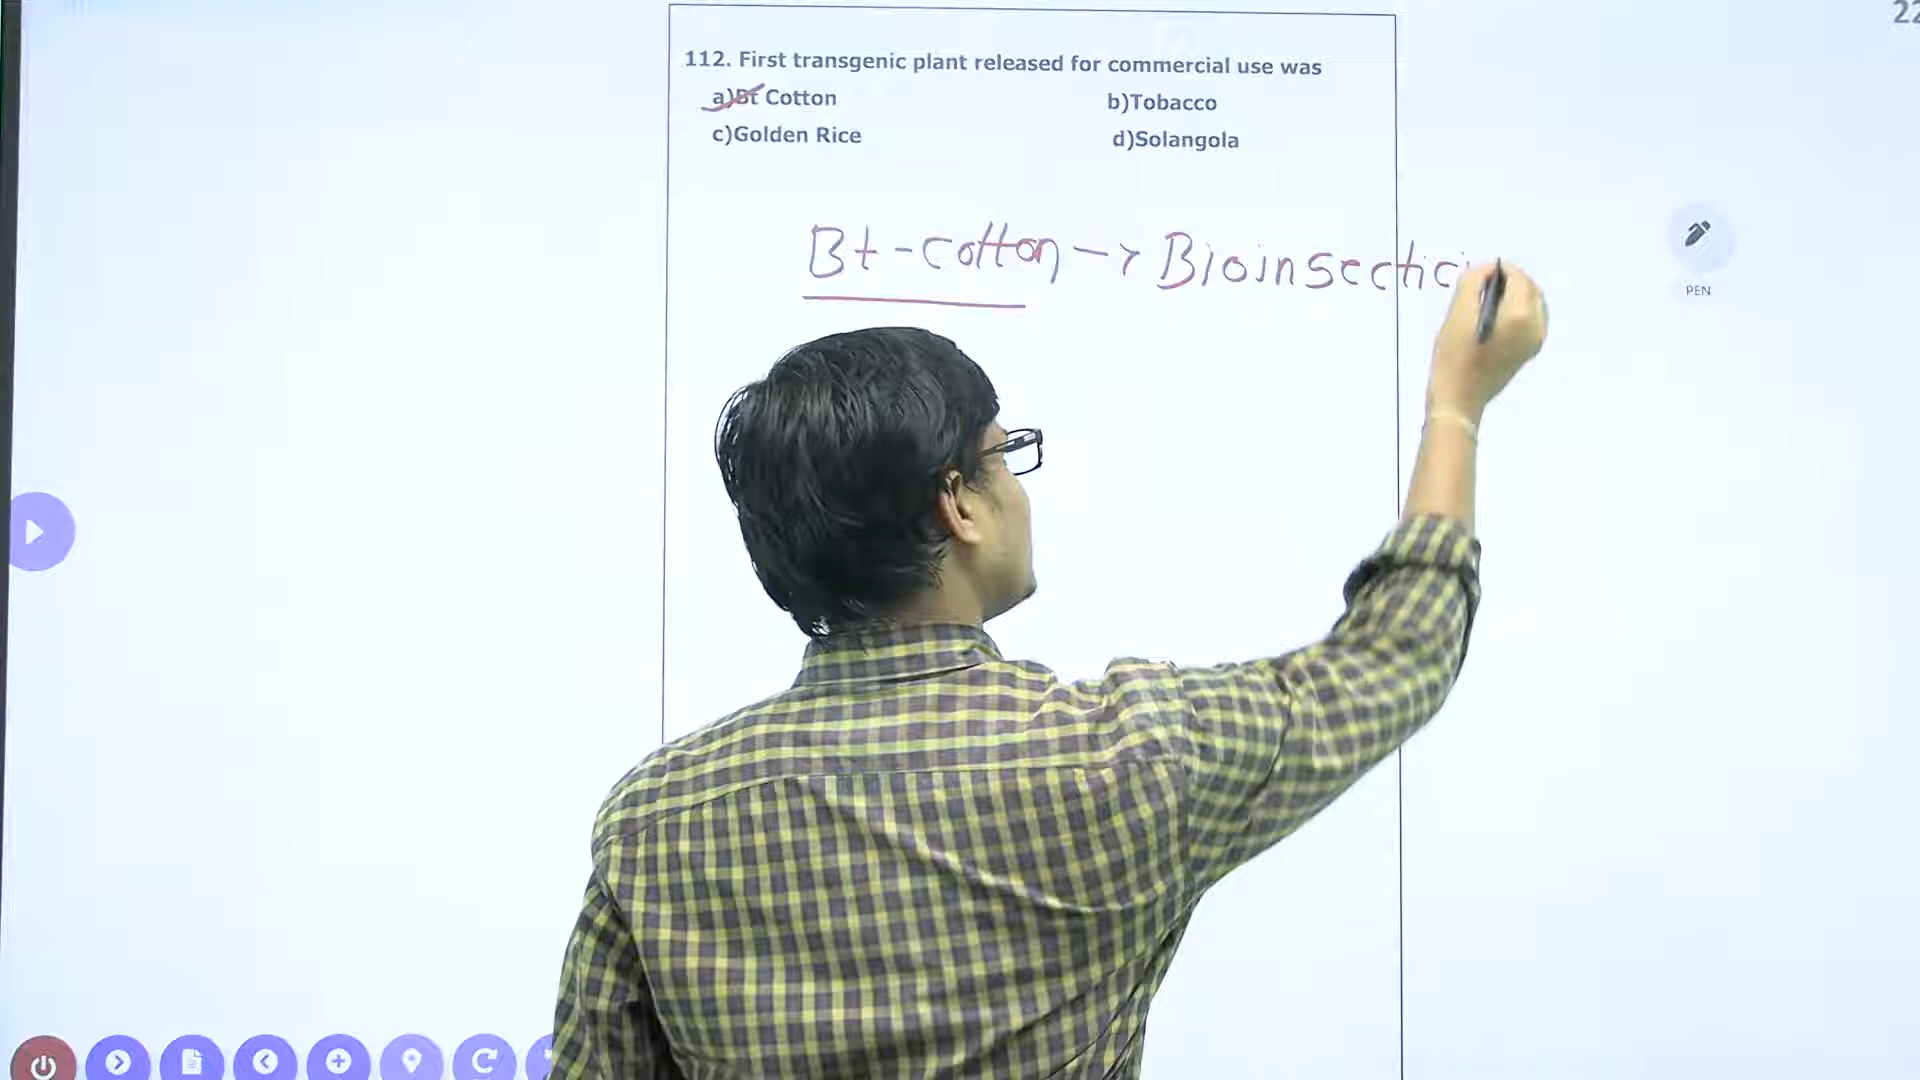 22
112. First transgenic plant released for commercial use was
a)Bt Cotton b)Tobacco
c)Golden Rice d)Solangola
Bt-Cotton → Bioinsectic
PEN